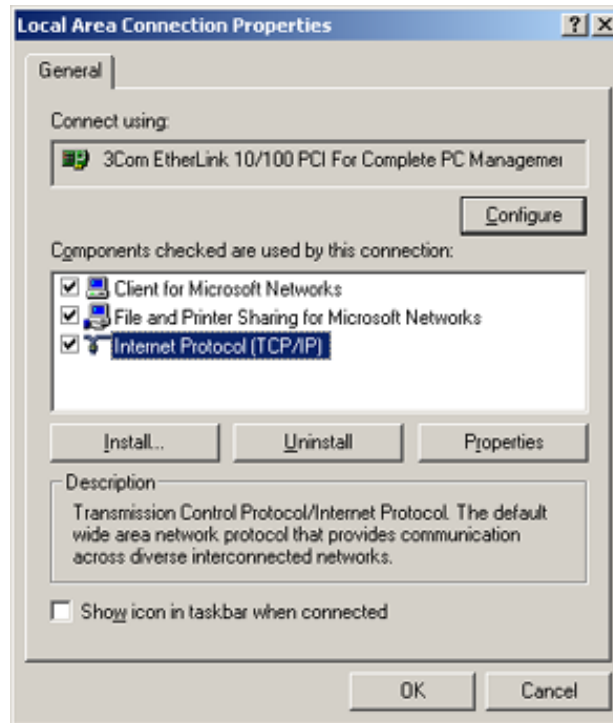 Local Area Connection Properties
General
Connect using:
3Com EtherLink 10/100 PCI For Complete PC Managemer
Configure
Components checked are used by this connection:
Client for Microsoft Networks
File and Printer Sharing for Microsoft Networks
Internet Protocol (TCP/IP)
Install... Uninstall Properties
Description
Transmission Control Protocol/Internet Protocol. The default
wide area network protocol that provides communication
across diverse interconnected networks.
Show icon in taskbar when connected
OK Cancel